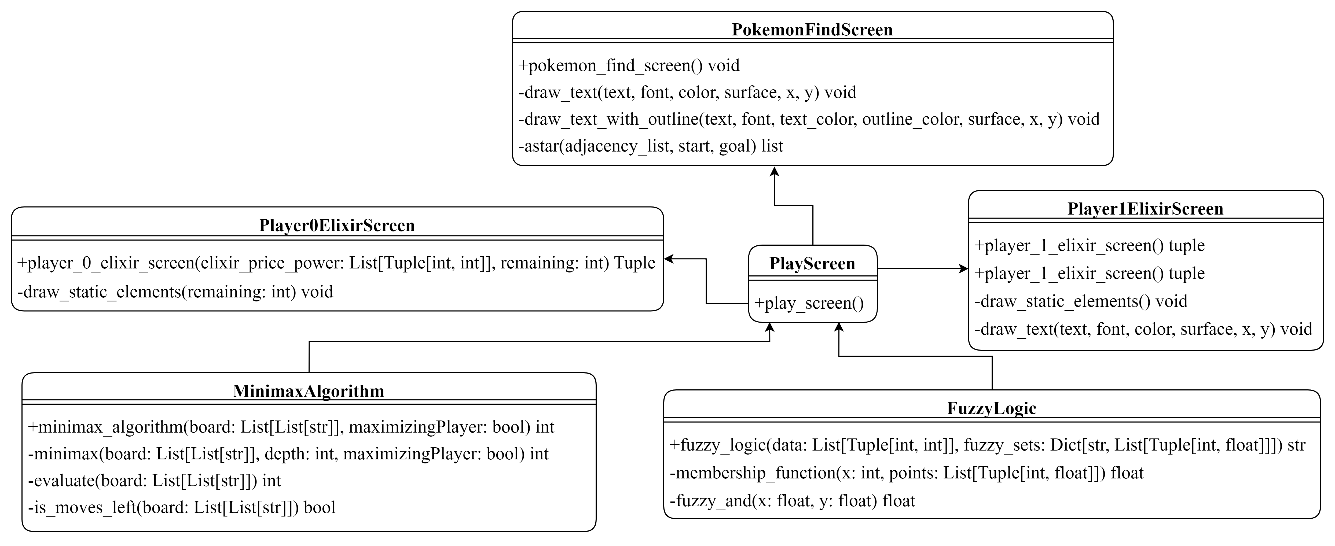 PokemonFindScreen
+pokemon_find_screen() void
-draw_text(text, font, color, surface, x, y) void
-draw_text_with_outline(text, font, text_color, outline_color, surface, x, y) void
-astar(adjacency_list, start, goal) list
Player0ElixirScreen
+player_0_elixir_screen(elixir_price_power: List[Tuple[int, int]], remaining: int) Tuple
-draw_static_elements(remaining: int) void
PlayScreen
+play_screen()
Player1ElixirScreen
+player_1_elixir_screen() tuple
+player_1_elixir_screen() tuple
-draw_static_elements() void
-draw_text(text, font, color, surface, x, y) void
MinimaxAlgorithm
+minimax_algorithm(board: List[List[str]], maximizingPlayer: bool) int
-minimax(board: List[List[str]], depth: int, maximizingPlayer: bool) int
-evaluate(board: List[List[str]]) int
-is_moves_left(board: List[List[str]]) bool
FuzzyLogic
+fuzzy_logic(data: List[Tuple[int, int]], fuzzy_sets: Dict[str, List[Tuple[int, float]]]) str
-membership_function(x: int, points: List[Tuple[int, float]]) float
-fuzzy_and(x: float, y: float) float